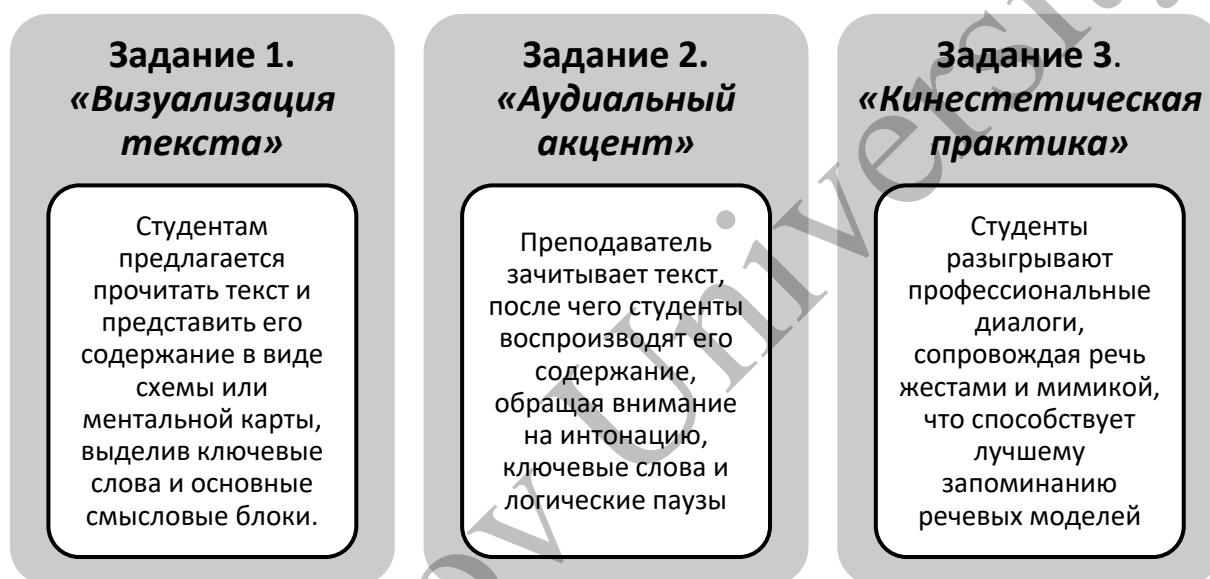 Задание 1.
«Визуализация
текста»
Студентам
предлагается
прочитать текст и
представить его
содержание в виде
схемы или
ментальной карты,
выделив ключевые
слова и основные
смысловые блоки.
Задание 2.
«Аудиальный
акцент»
Преподаватель
зачитывает текст,
после чего студенты
воспроизводят его
содержание,
обращая внимание
на интонацию,
ключевые слова и
логические паузы
Задание 3.
«Кинестетическая
практика»
Студенты
разыгрывают
профессиональные
диалоги,
сопровождая речь
жестами и мимикой,
что способствует
лучшему
запоминанию
речевых моделей